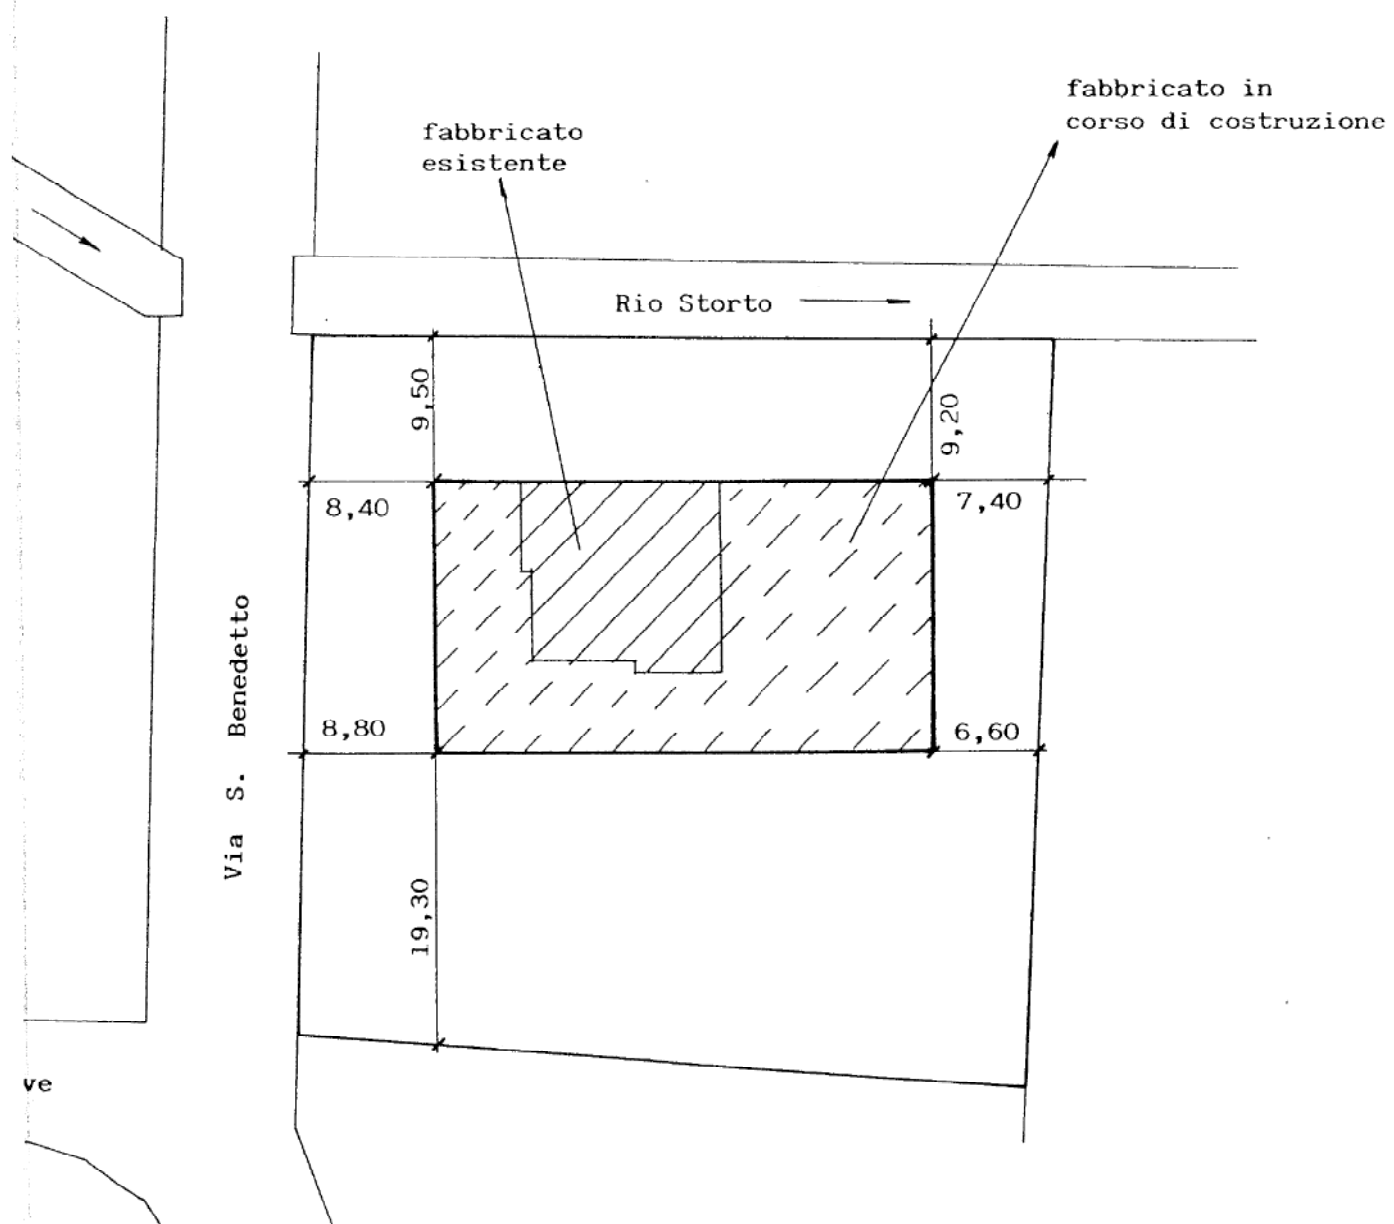 fabbricato in
corso di costruzione
fabbricato
esistente
Rio Storto
9,50
9,20
8,40
7,40
8,80
6,60
Via S. Benedetto
19,30
ve